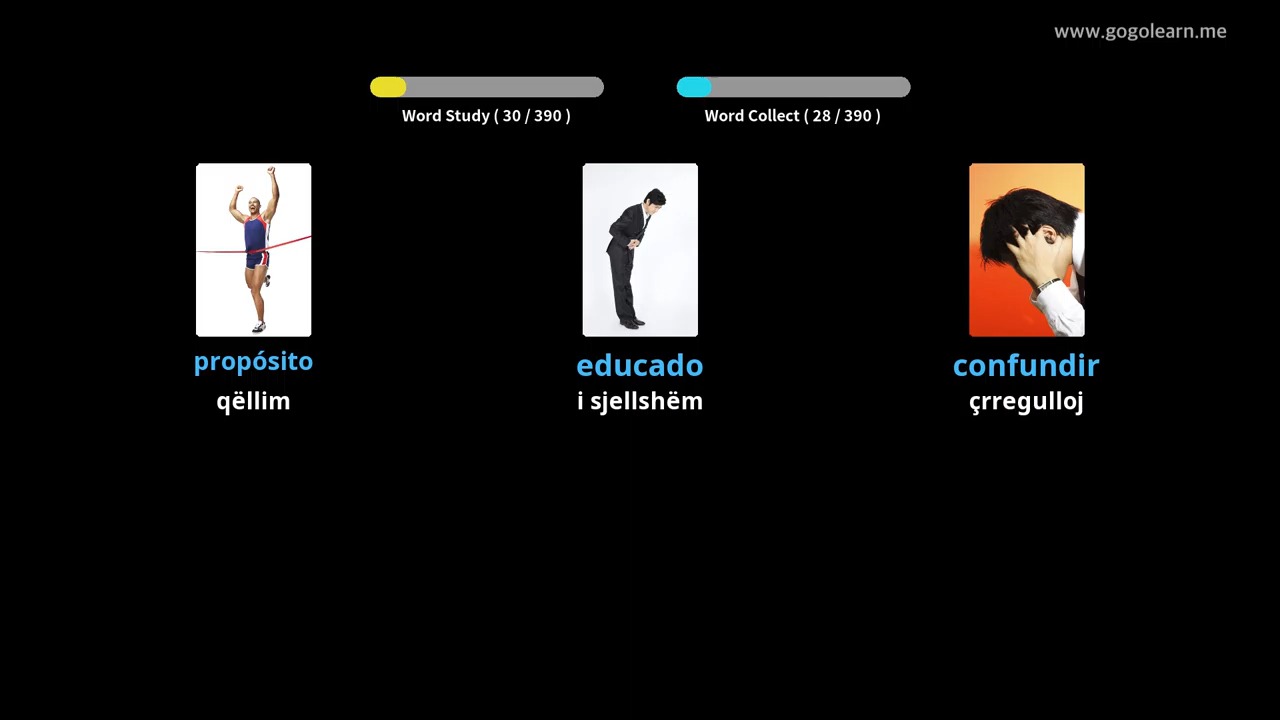 www.gogolearn.me
Word Study ( 30 / 390 )
Word Collect ( 28 / 390 )
propósito
qëllim
educado
i sjellshëm
confundir
çrregulloj